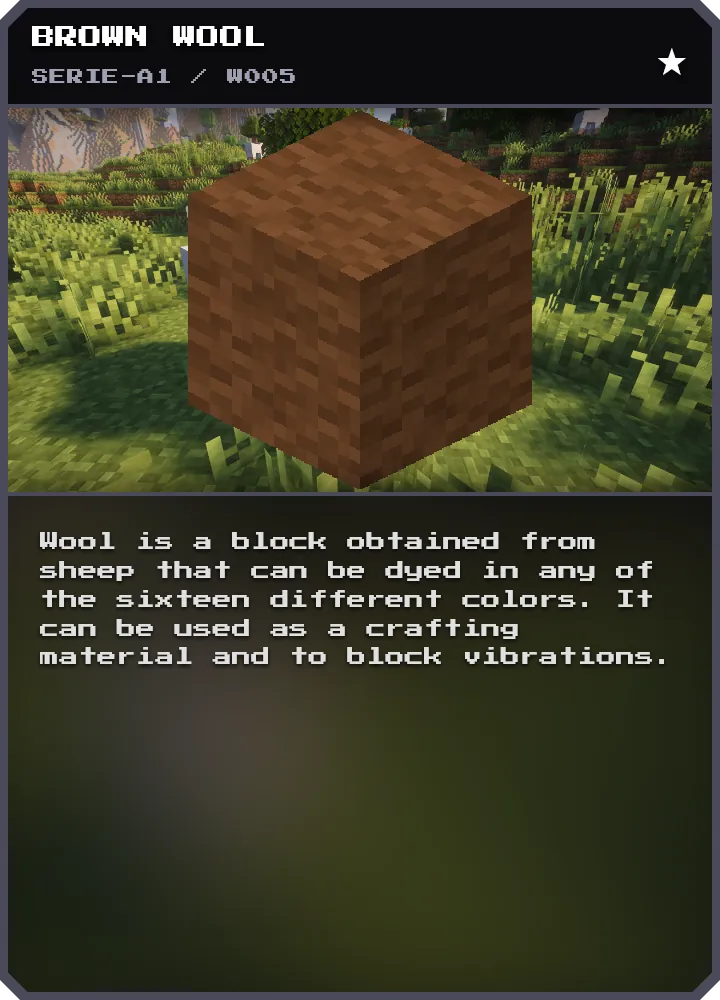 BROWN WOOL
SERIE-A1 / W005
Wool is a block obtained from
sheep that can be dyed in any of
the sixteen different colors. It
can be used as a crafting
material and to block vibrations.